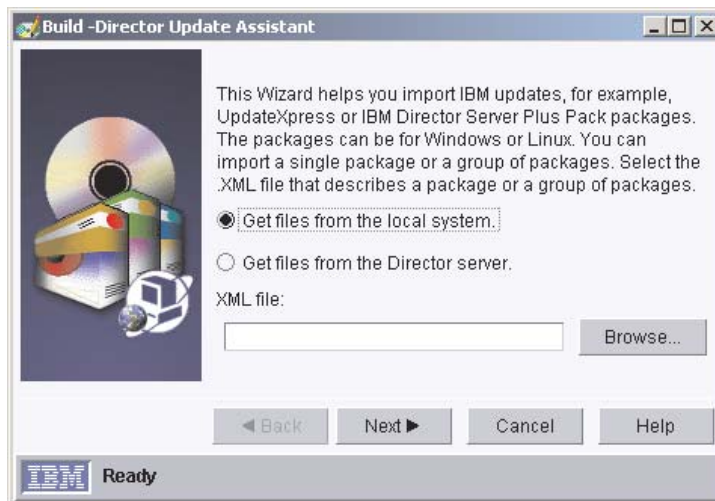 Build -Director Update Assistant
This Wizard helps you import IBM updates, for example,
UpdateXpress or IBM Director Server Plus Pack packages.
The packages can be for Windows or Linux. You can
import a single package or a group of packages. Select the
.XML file that describes a package or a group of packages.
Get files from the local system.
Get files from the Director server.
XML file:
Browse...
Back
Next
Cancel
Help
IBM
Ready